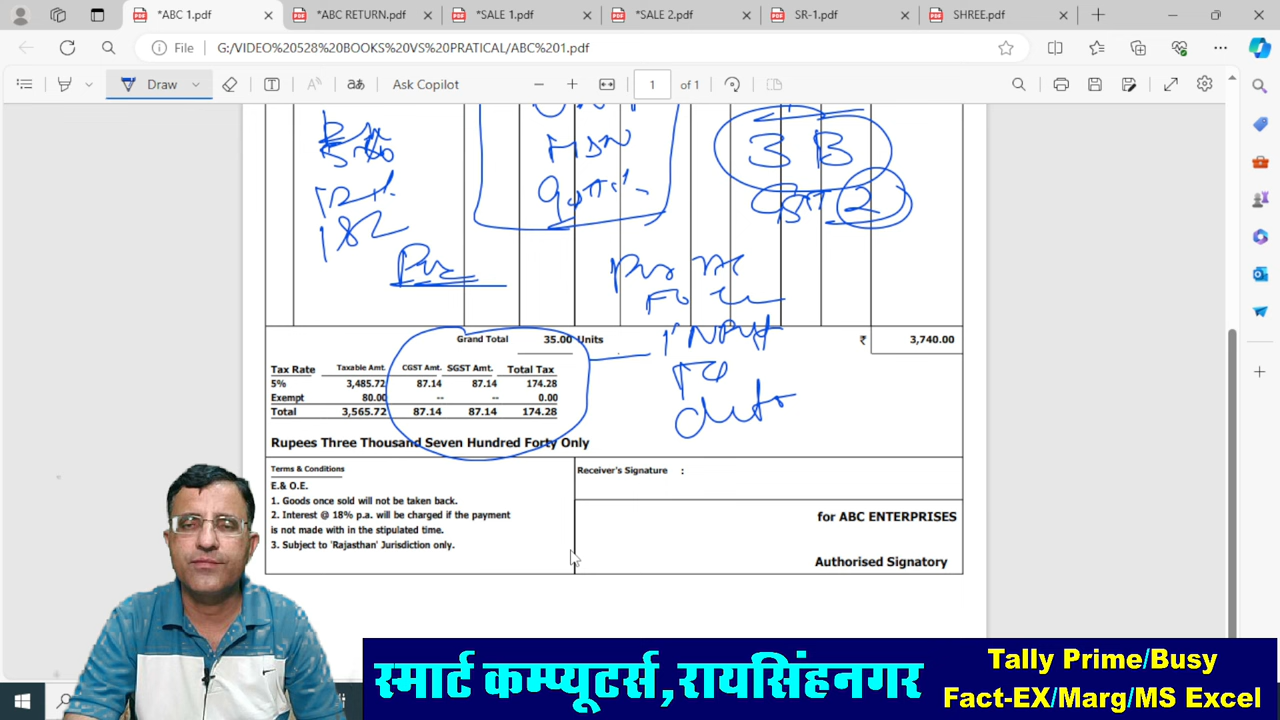 *ABC 1.pdf
*ABC RETURN.pdf
*SALE 1.pdf
*SALE 2.pdf
SR-1.pdf
SHREE.pdf
File G:/VIDEO%20528%20BOOKS%20VS%20PRATICAL/ABC%201.pdf
Draw
Ask Copilot
1 of 1
HSN
3 B
GST 2
12%
182
Grand Total 35.00 Units ₹ 3,740.00
Tax Rate Taxable Amt. CGST Amt. SGST Amt. Total Tax
5% 3,485.72 87.14 87.14 174.28
Exempt 80.00 -- -- 0.00
Total 3,565.72 87.14 87.14 174.28
Rupees Three Thousand Seven Hundred Forty Only
Terms & Conditions
E.& O.E.
1. Goods once sold will not be taken back.
2. Interest @ 18% p.a. will be charged if the payment
is not made with in the stipulated time.
3. Subject to 'Rajasthan' Jurisdiction only.
Receiver's Signature :
for ABC ENTERPRISES
Authorised Signatory
स्मार्ट कम्प्यूटर्स,रायसिंहनगर
Tally Prime/Busy
Fact-EX/Marg/MS Excel